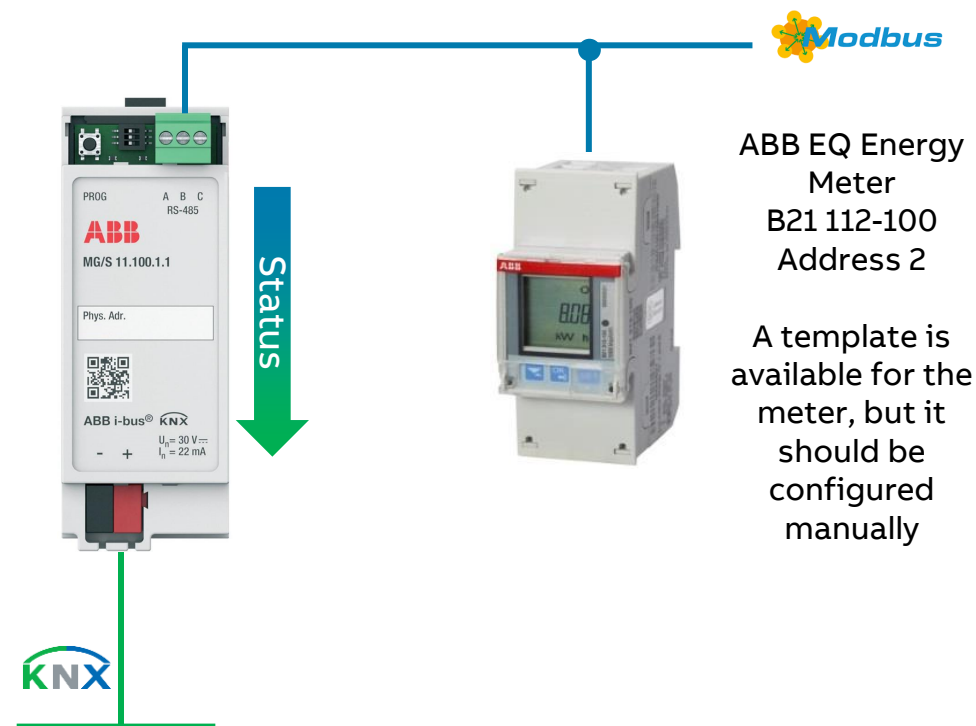 Modbus
PROG
A B C
RS-485
ABB
MG/S 11.100.1.1
Phys. Adr.
ABB i-bus® KNX
Un= 30 V
In = 22 mA
- +
Status
ABB
8.08
kW h
ABB EQ Energy
Meter
B21 112-100
Address 2
A template is
available for the
meter, but it
should be
configured
manually
KNX